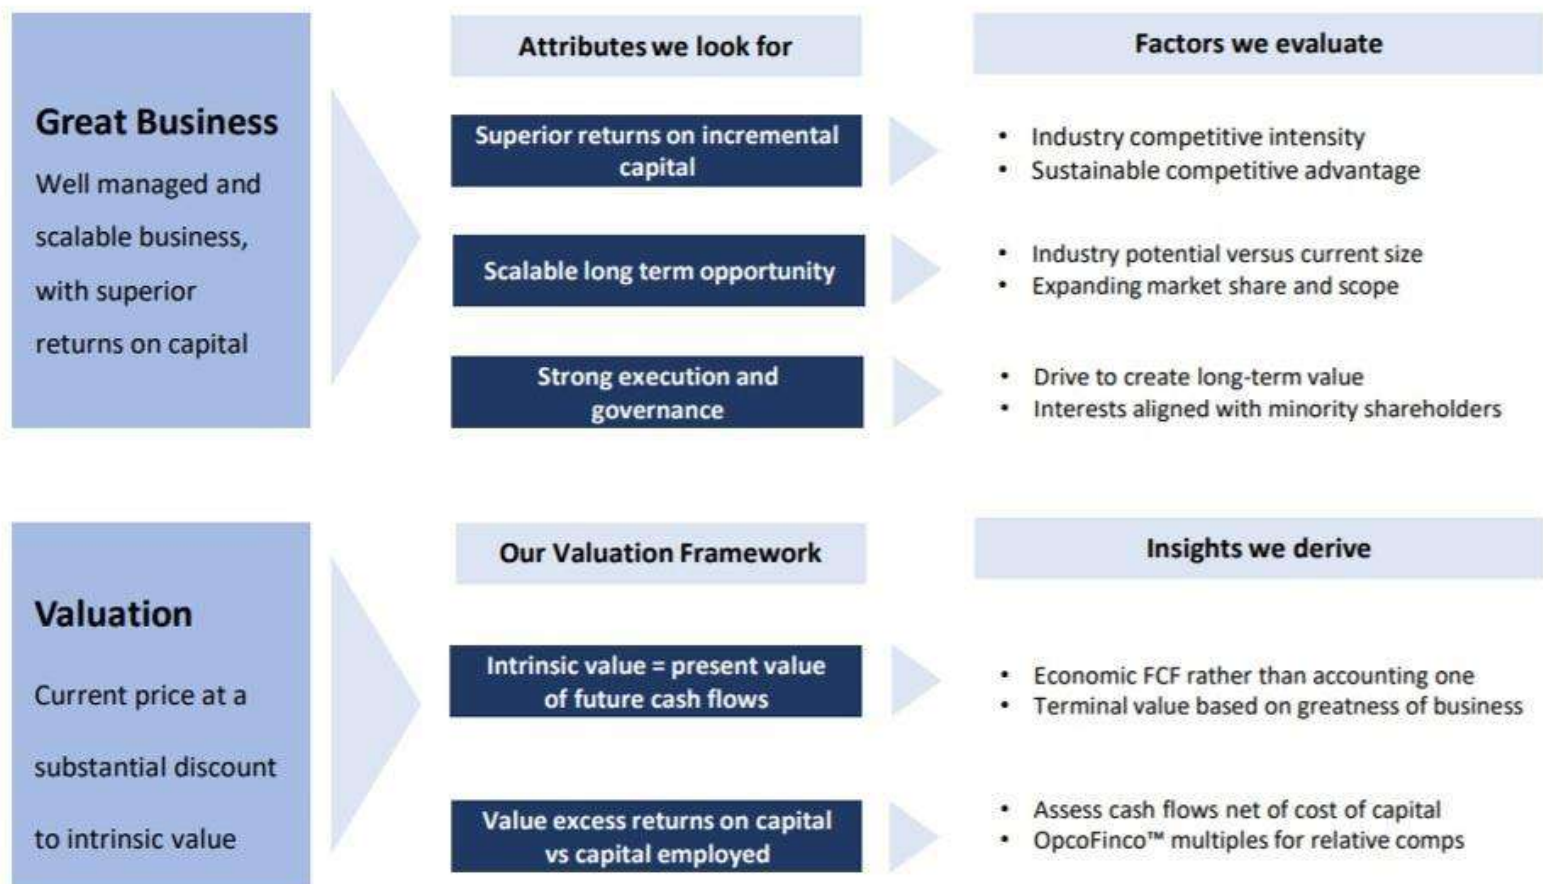 Great Business
Well managed and
scalable business,
with superior
returns on capital
Attributes we look for
Superior returns on incremental
capital
Scalable long term opportunity
Strong execution and
governance
Factors we evaluate
• Industry competitive intensity
• Sustainable competitive advantage
• Industry potential versus current size
• Expanding market share and scope
• Drive to create long-term value
• Interests aligned with minority shareholders
Valuation
Current price at a
substantial discount
to intrinsic value
Our Valuation Framework
Intrinsic value = present value
of future cash flows
Value excess returns on capital
vs capital employed
Insights we derive
• Economic FCF rather than accounting one
• Terminal value based on greatness of business
• Assess cash flows net of cost of capital
• OpcoFinco™ multiples for relative comps